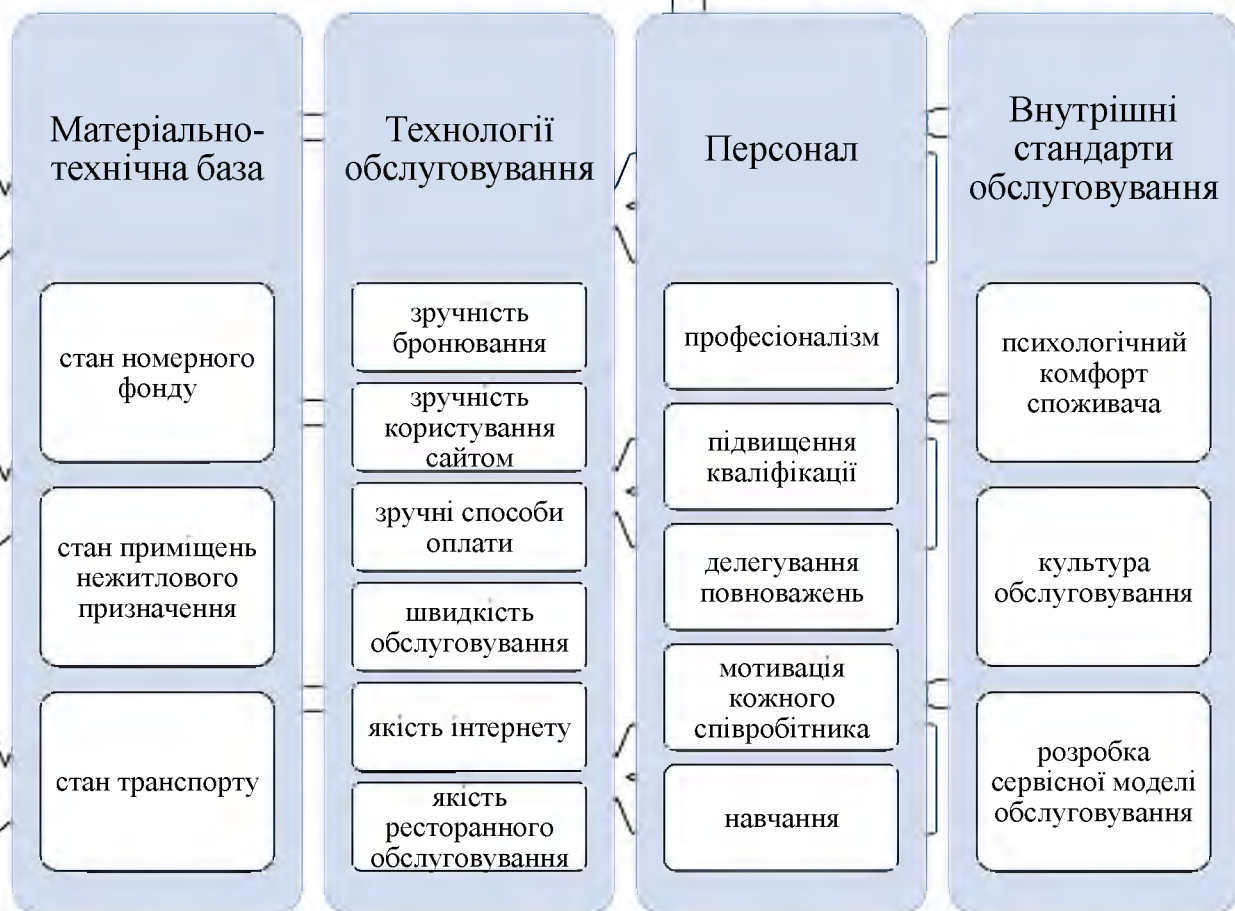 Матеріально-
технічна база
стан номерного
фонду
стан приміщень
нежитлового
призначення
стан транспорту
Технології
обслуговування
зручність
бронювання
зручність
користування
сайтом
зручні способи
оплати
швидкість
обслуговування
якість інтернету
якість
ресторанного
обслуговування
Персонал
професіоналізм
підвищення
кваліфікації
делегування
повноважень
мотивація
кожного
співробітника
навчання
Внутрішні
стандарти
обслуговування
психологічний
комфорт
споживача
культура
обслуговування
розробка
сервісної моделі
обслуговування